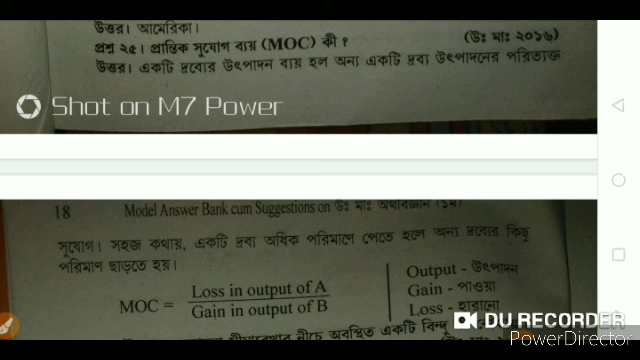 উত্তর। আমেরিকা।
প্রশ্ন ২৫। প্রান্তিক সুযোগ ব্যয় (MOC) কী ? (উঃ মাঃ ২০১৬)
উত্তর। একটি দ্রব্যের উৎপাদন ব্যয় হল অন্য একটি দ্রব্য উৎপাদনের পরিত্যক্ত
Shot on M7 Power
18 Model Answer Bank cum Suggestions on উঃ মাঃ
সুযোগ। সহজ কথায়, একটি দ্রব্য অধিক পরিমাণে পেতে হলে অন্য দ্রব্যের কিছু
পরিমাণ ছাড়তে হয়।
MOC = Loss in output of A
Gain in output of B
Output - উৎপাদন
Gain - পাওয়া
Loss - হারানো
DU RECORDER
PowerDirector
নীচে অবস্থিত একটি বিন্দু